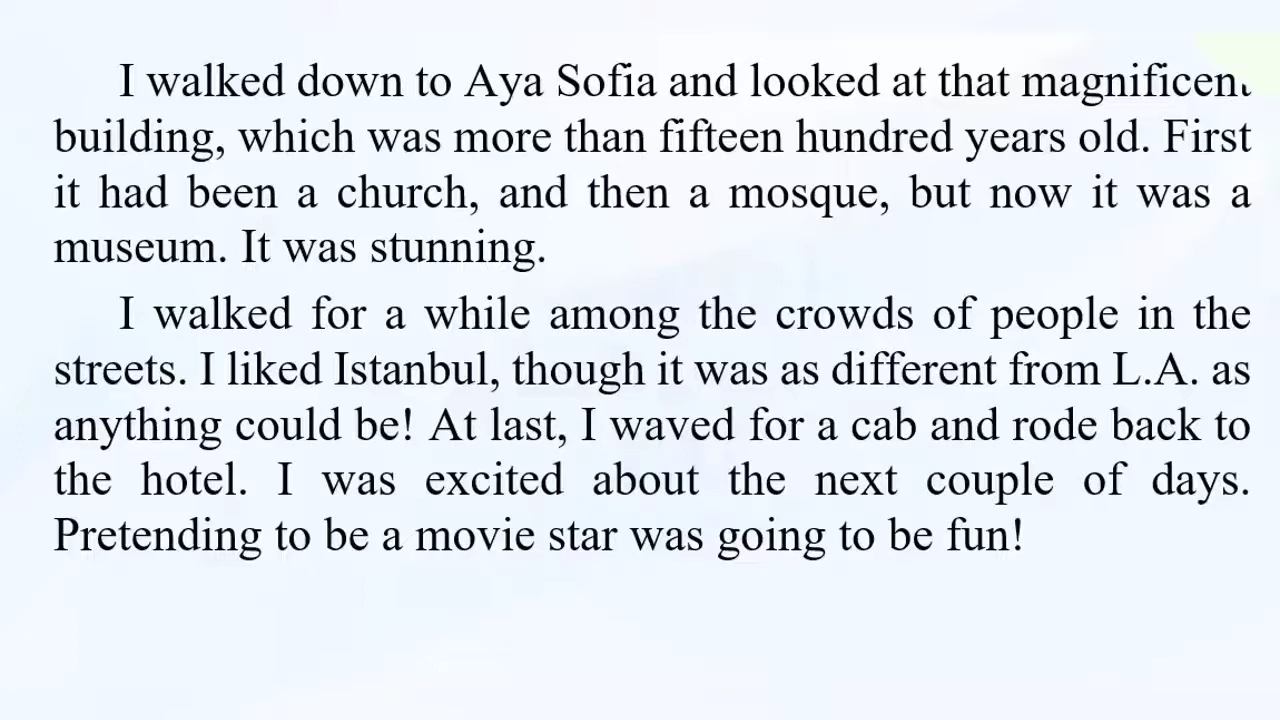 I walked down to Aya Sofia and looked at that magnificent
building, which was more than fifteen hundred years old. First
it had been a church, and then a mosque, but now it was a
museum. It was stunning.
I walked for a while among the crowds of people in the
streets. I liked Istanbul, though it was as different from L.A. as
anything could be! At last, I waved for a cab and rode back to
the hotel. I was excited about the next couple of days.
Pretending to be a movie star was going to be fun!